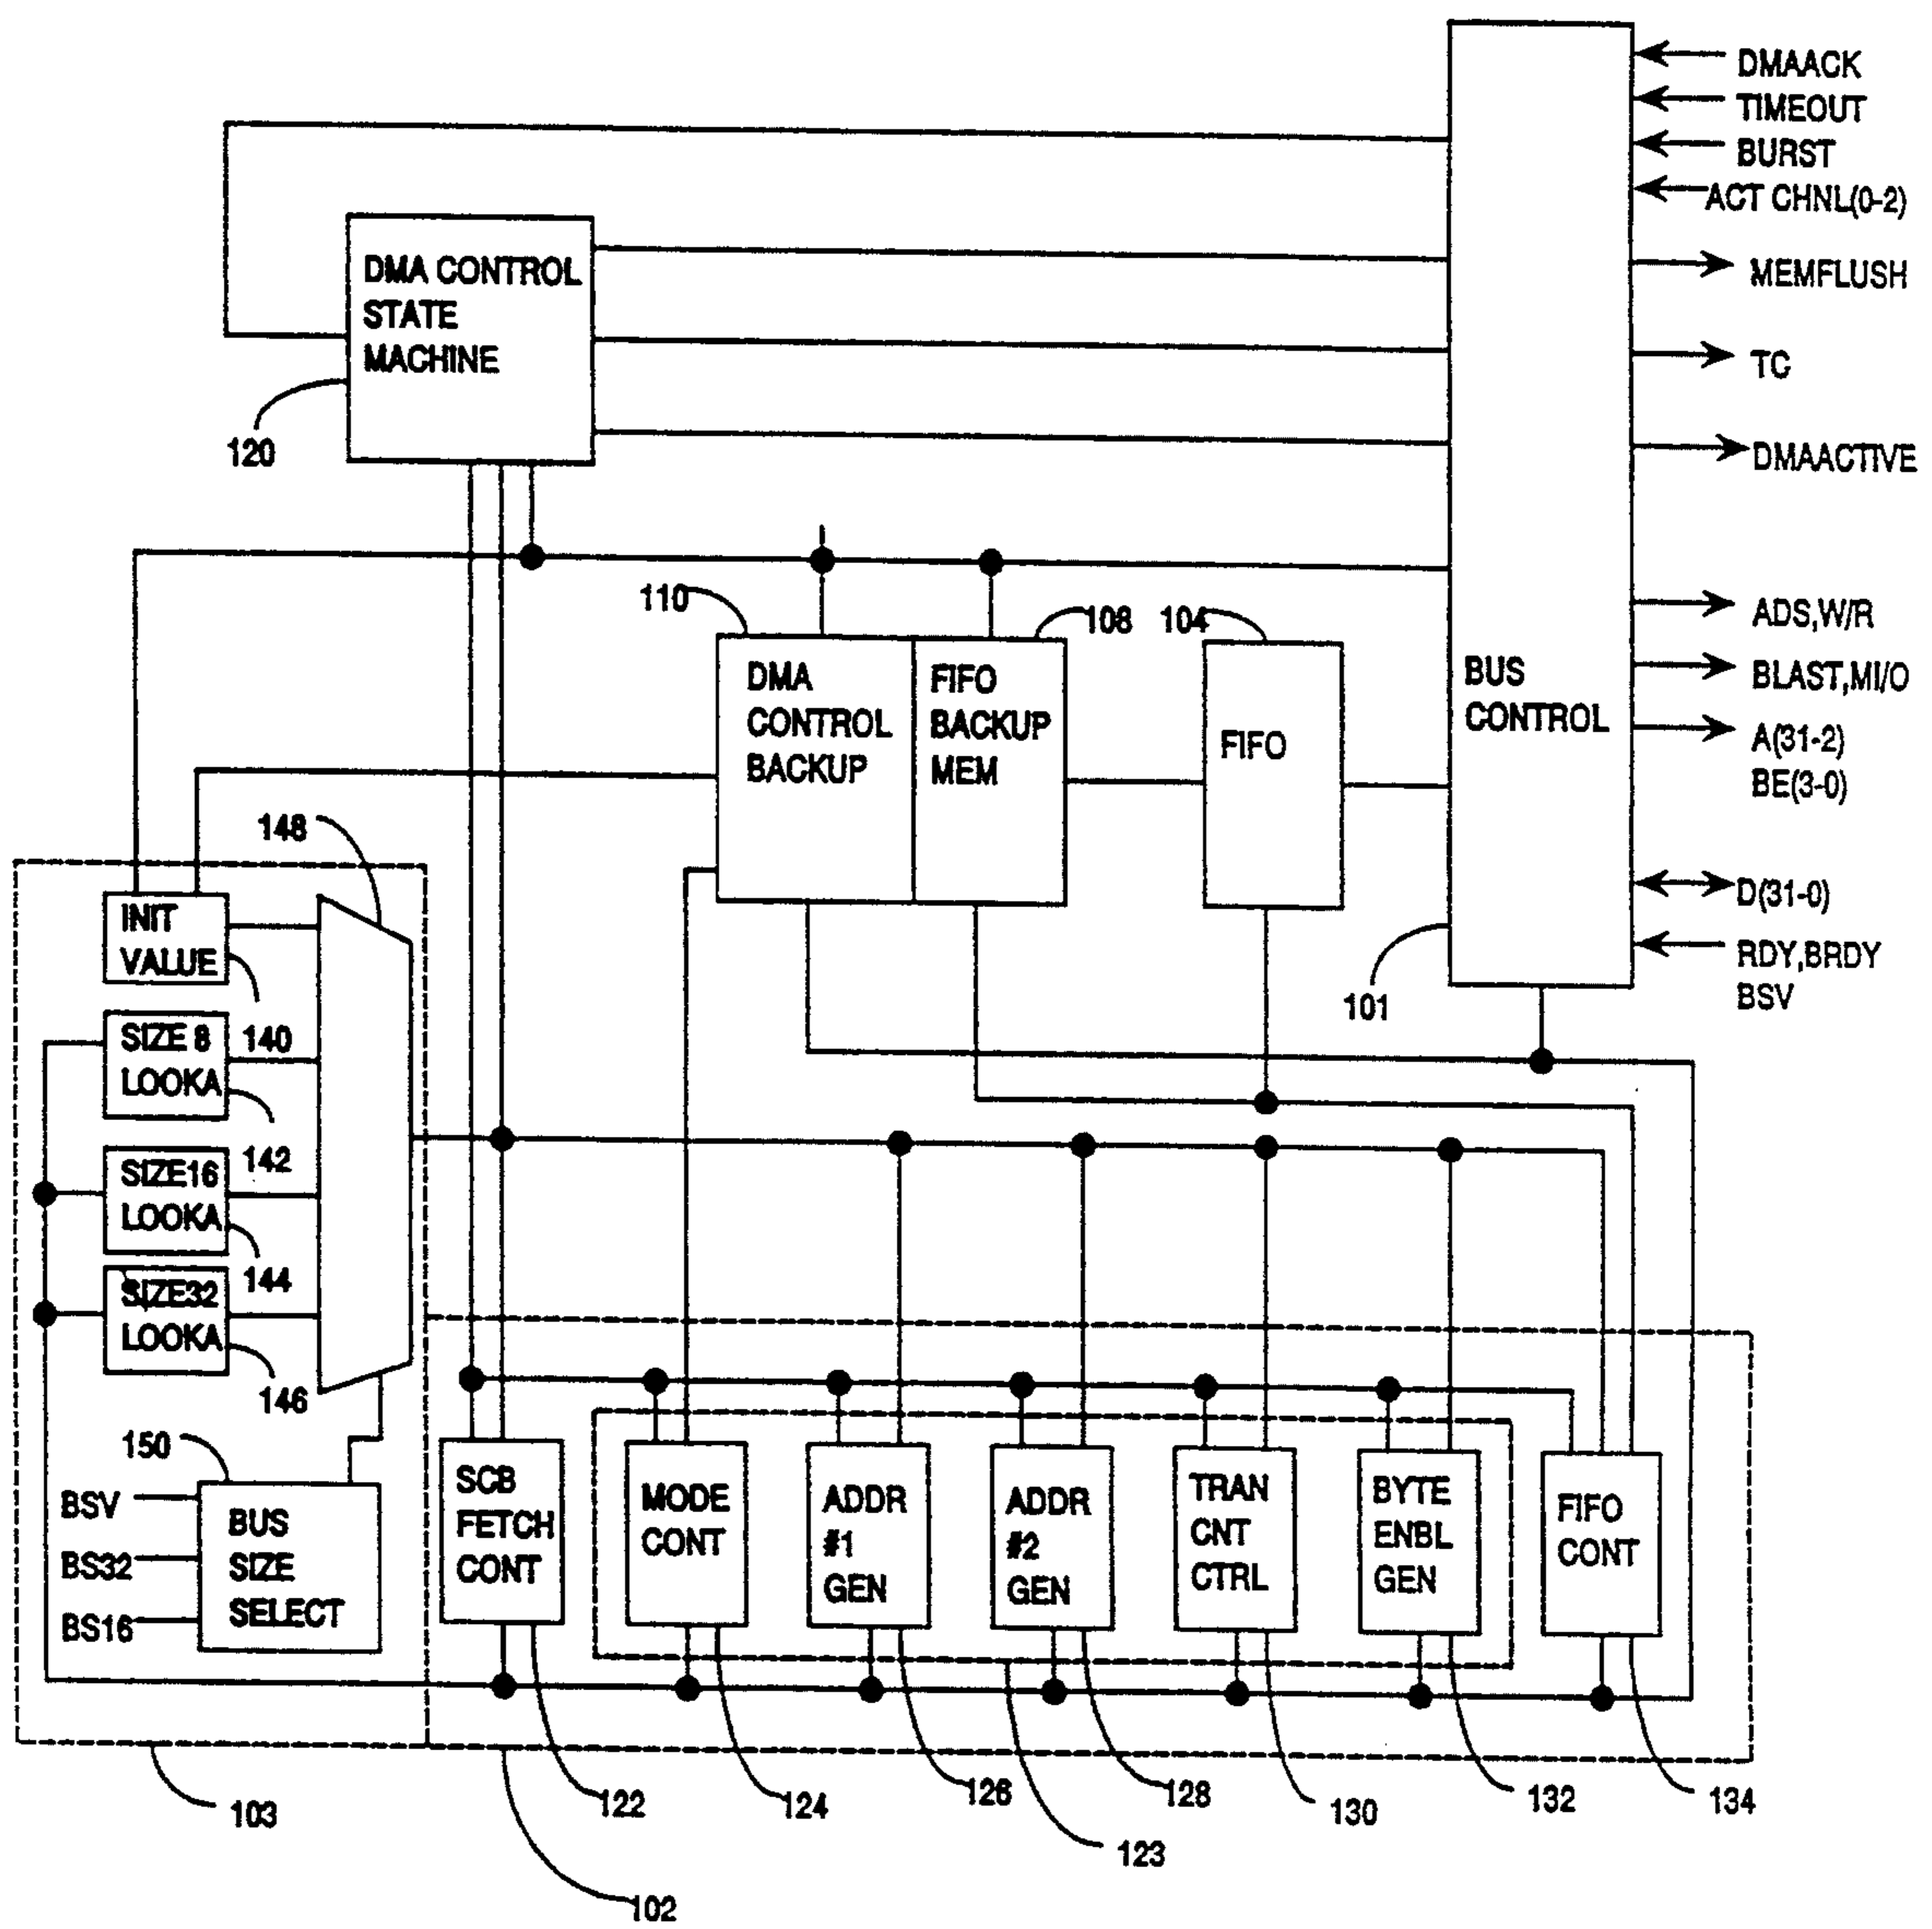 DMAACK
TIMEOUT
BURST
ACT CHNL(0-2)
MEMFLUSH
TC
DMAACTIVE
DMA CONTROL
STATE
MACHINE
120
110
108
104
ADS,W/R
BLAST,MI/O
A(31-2)
BE(3-0)
D(31-0)
RDY,BRDY
BSV
BUS
CONTROL
101
DMA
CONTROL
BACKUP
FIFO
BACKUP
MEM
FIFO
148
INIT
VALUE
140
SIZE 8
LOOKA
142
SIZE16
LOOKA
144
SIZE32
LOOKA
146
150
BSV
BS32
BS16
BUS
SIZE
SELECT
SCB
FETCH
CONT
MODE
CONT
ADDR
#1
GEN
ADDR
#2
GEN
TRAN
CNT
CTRL
BYTE
ENBL
GEN
FIFO
CONT
103
122
124
126
128
130
132
134
123
102